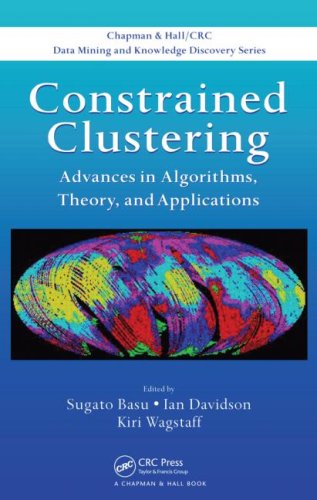 Chapman & Hall/CRC
Data Mining and Knowledge Discovery Series
Constrained
Clustering
Advances in Algorithms,
Theory, and Applications
Edited by
Sugato Basu • Ian Davidson
Kiri Wagstaff
CRC
CRC Press
Taylor & Francis Group
A CHAPMAN & HALL BOOK